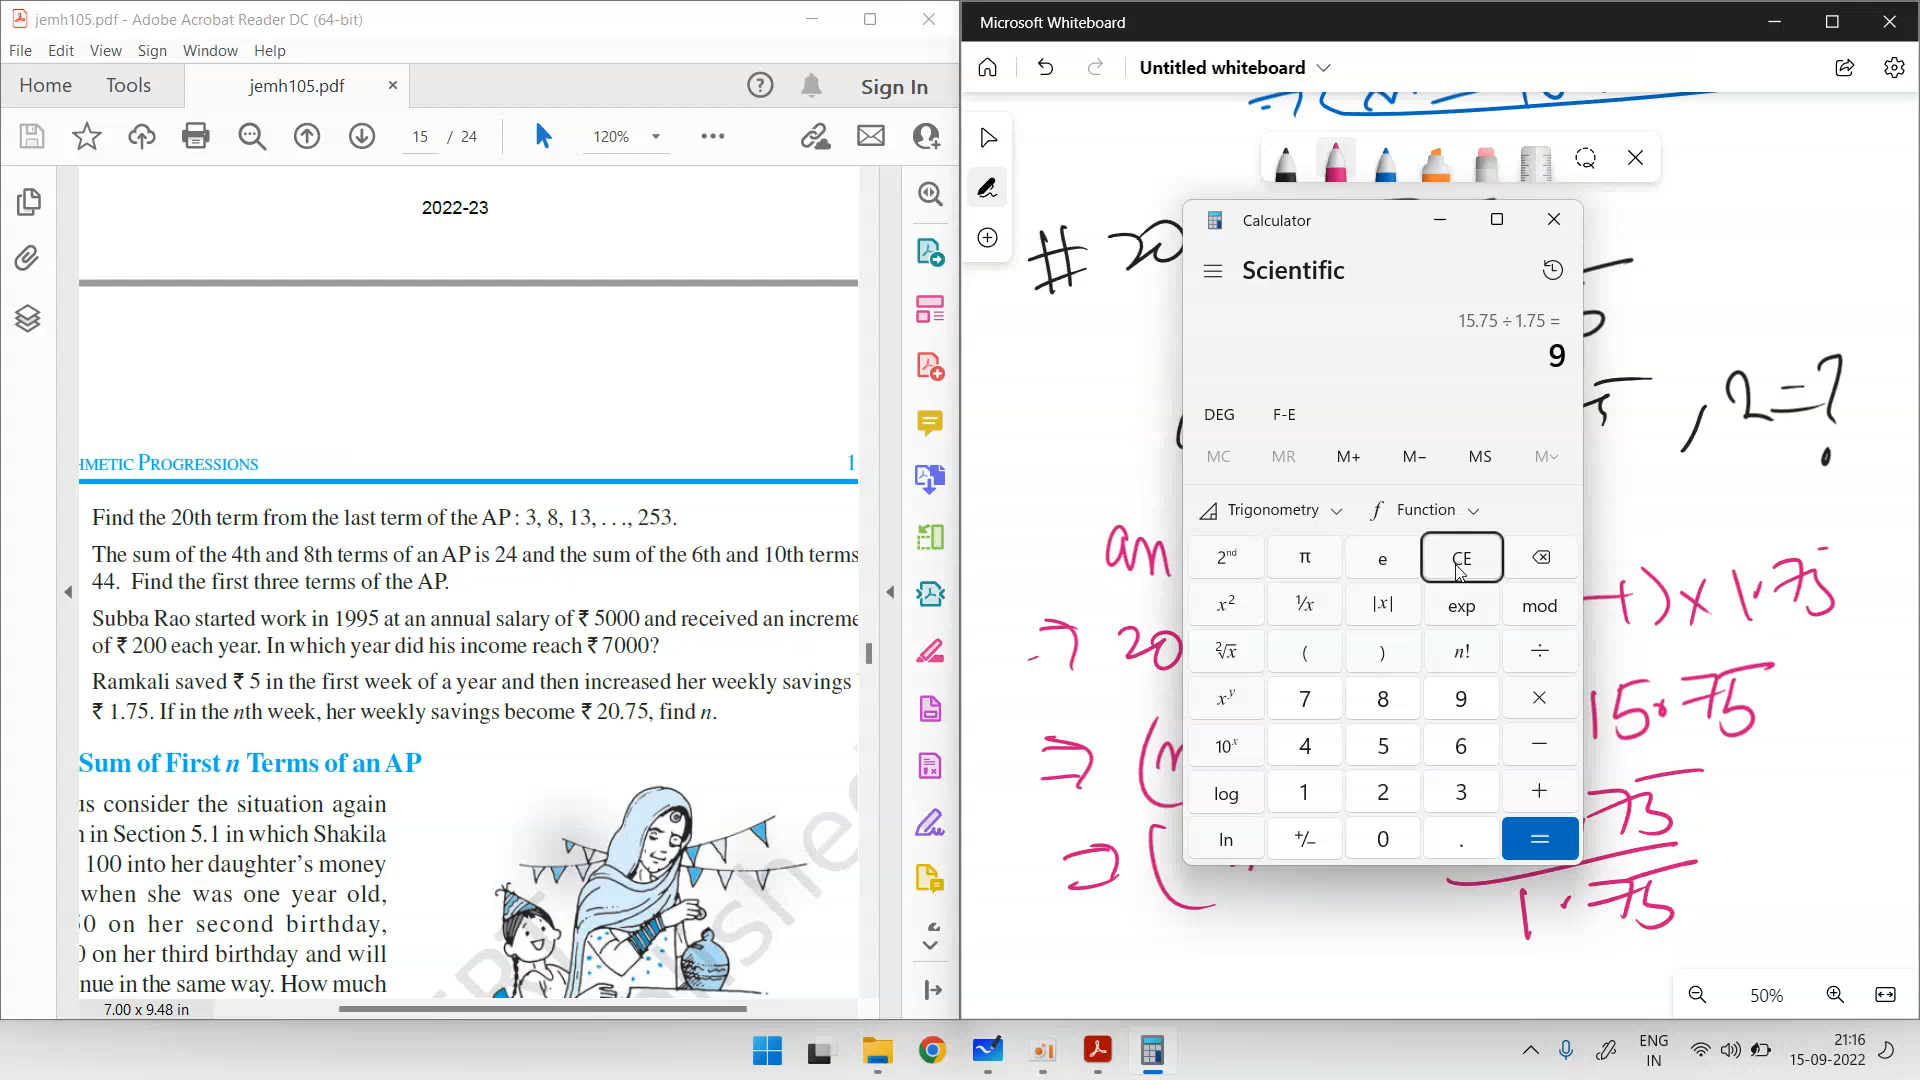 jemh105.pdf - Adobe Acrobat Reader DC (64-bit)
File Edit View Sign Window Help
Home Tools jemh105.pdf Sign In
15 / 24 120%
2022-23
HMETIC PROGRESSIONS 1
Find the 20th term from the last term of the AP : 3, 8, 13, . . ., 253.
The sum of the 4th and 8th terms of an AP is 24 and the sum of the 6th and 10th terms
44. Find the first three terms of the AP.
Subba Rao started work in 1995 at an annual salary of ₹ 5000 and received an increme
of ₹ 200 each year. In which year did his income reach ₹ 7000?
Ramkali saved ₹ 5 in the first week of a year and then increased her weekly savings
₹ 1.75. If in the nth week, her weekly savings become ₹ 20.75, find n.
Sum of First n Terms of an AP
us consider the situation again
in Section 5.1 in which Shakila
100 into her daughter's money
when she was one year old,
50 on her second birthday,
0 on her third birthday and will
nue in the same way. How much
7.00 x 9.48 in
Microsoft Whiteboard
Untitled whiteboard
# 20
, 2=?
an
-1) x 1.75
⇒ 20
15.75
⇒ (n
.75
⇒ (
1.75
50%
Calculator
Scientific
15.75 ÷ 1.75 =
9
DEG F-E
MC MR M+ M− MS M
Trigonometry f Function
2nd π e CE
x² ¹/x |x| exp mod
²√x ( ) n! ÷
xʸ 7 8 9 ×
10ˣ 4 5 6 −
log 1 2 3 +
ln +/− 0 . =
ENG
IN
21:16
15-09-2022